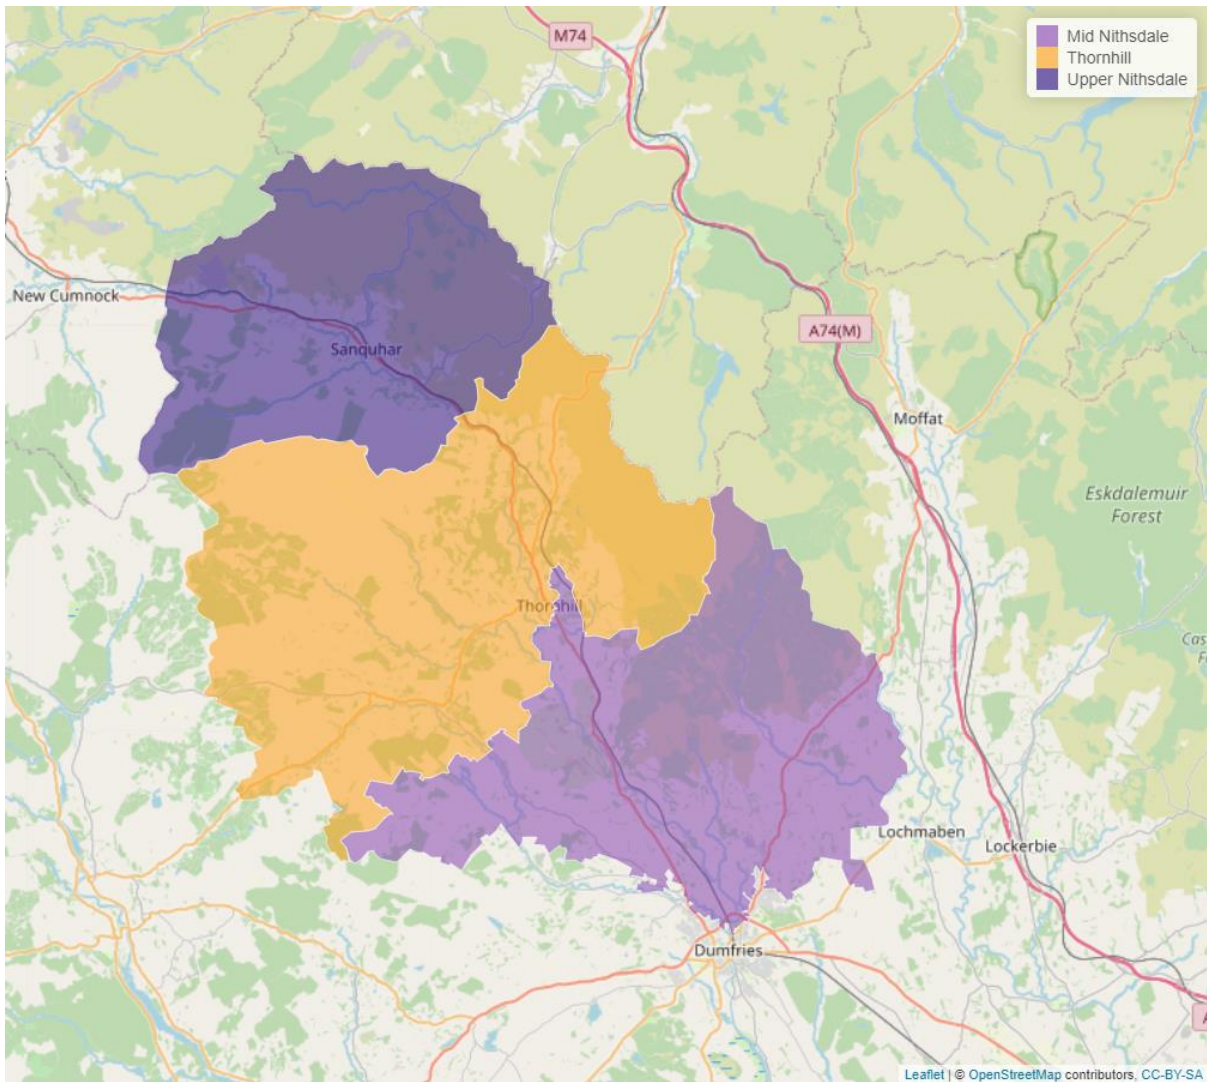 M74
Mid Nithsdale
Thornhill
Upper Nithsdale
New Cumnock
A74(M)
Sanquhar
Moffat
Eskdalemuir
Forest
Thornhill
Lochmaben
Lockerbie
Dumfries
Leaflet | © OpenStreetMap contributors, CC-BY-SA